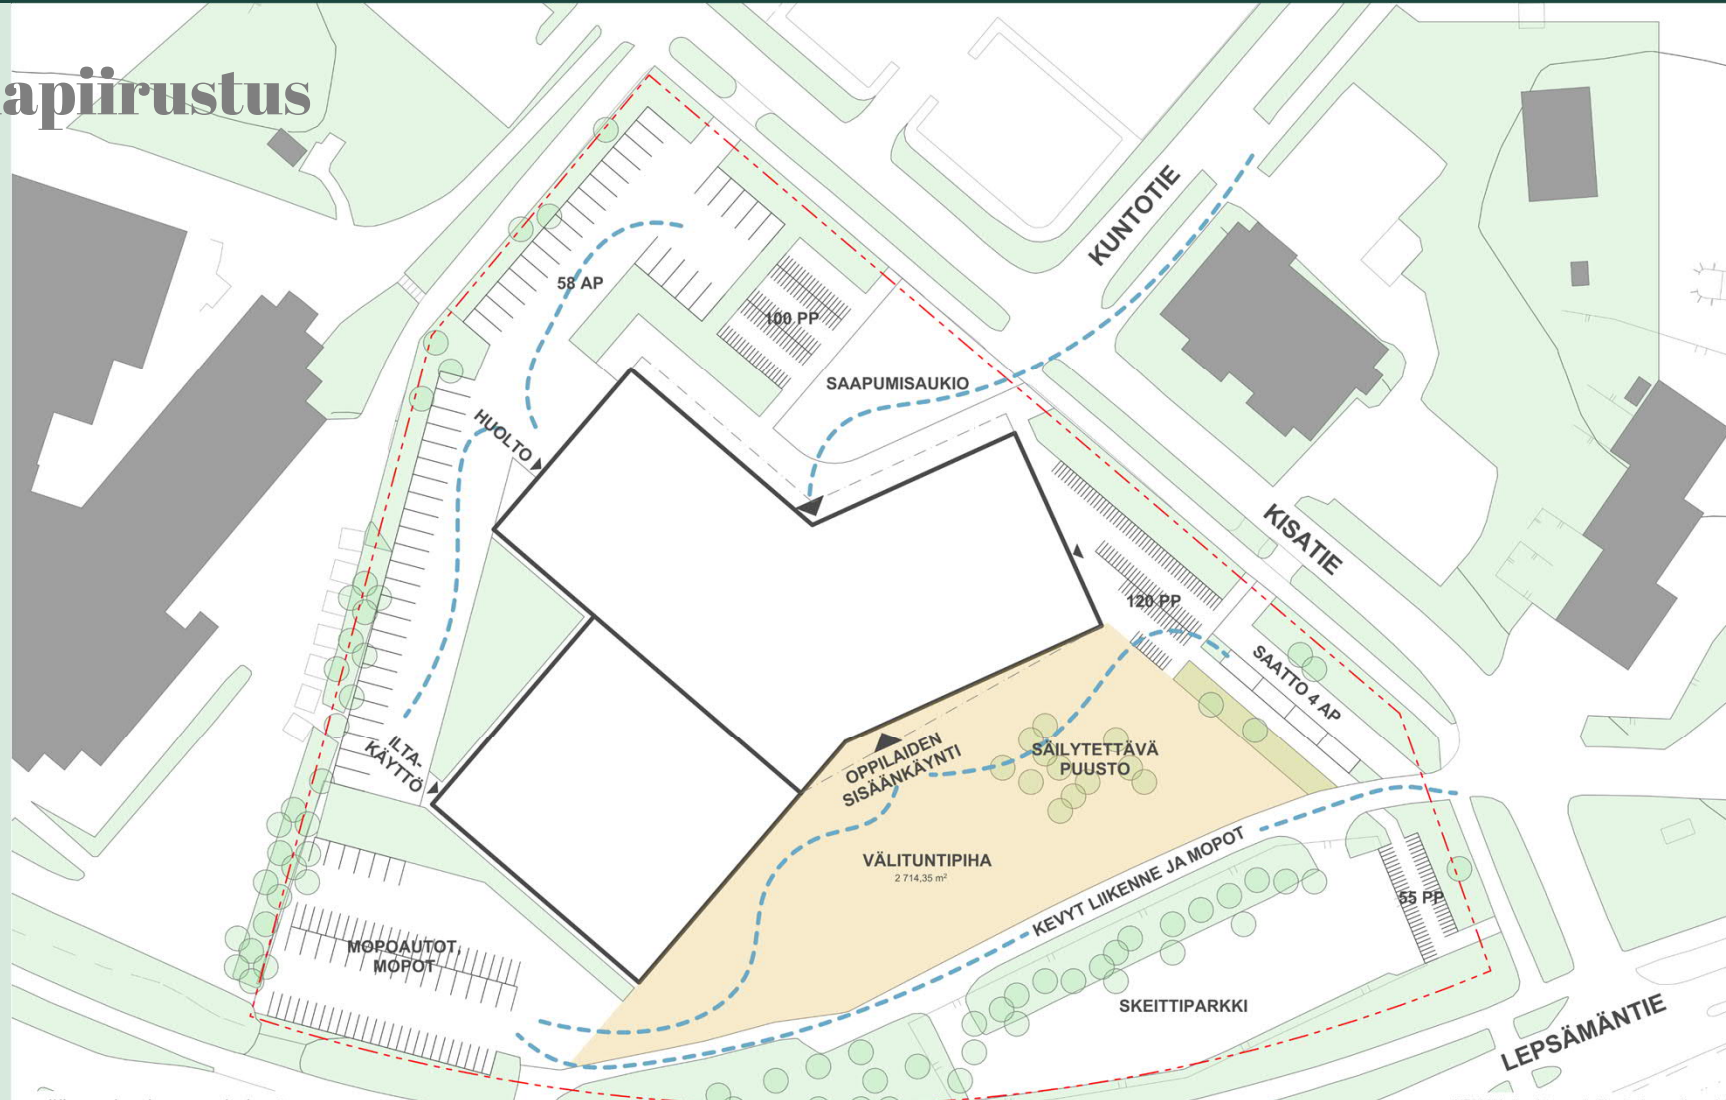 apiirustus
KUNTOTIE
58 AP
100 PP
SAAPUMISAUKIO
HUOLTO
KISATIE
120 PP
SAATTO 4 AP
ILTA-
KÄYTTÖ
OPPILAIDEN
SISÄÄNKÄYNTI
SÄILYTETTÄVÄ
PUUSTO
VÄLITUNTIPIHA
2 714,35 m²
KEVYT LIIKENNE JA MOPOT
55 PP
MOPOAUTOT,
MOPOT
SKEITTIPARKKI
LEPSÄMÄNTIE